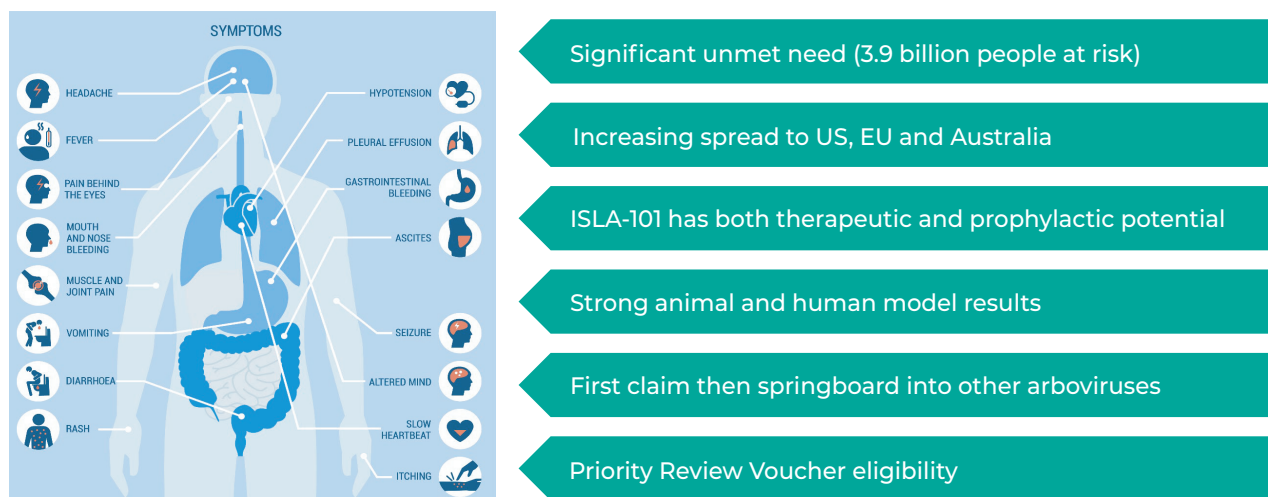 SYMPTOMS
HEADACHE
FEVER
PAIN BEHIND
THE EYES
MOUTH
AND NOSE
BLEEDING
MUSCLE AND
JOINT PAIN
VOMITING
DIARRHOEA
RASH
HYPOTENSION
PLEURAL EFFUSION
GASTROINTESTINAL
BLEEDING
ASCITES
SEIZURE
ALTERED MIND
SLOW
HEARTBEAT
ITCHING
Significant unmet need (3.9 billion people at risk)
Increasing spread to US, EU and Australia
ISLA-101 has both therapeutic and prophylactic potential
Strong animal and human model results
First claim then springboard into other arboviruses
Priority Review Voucher eligibility